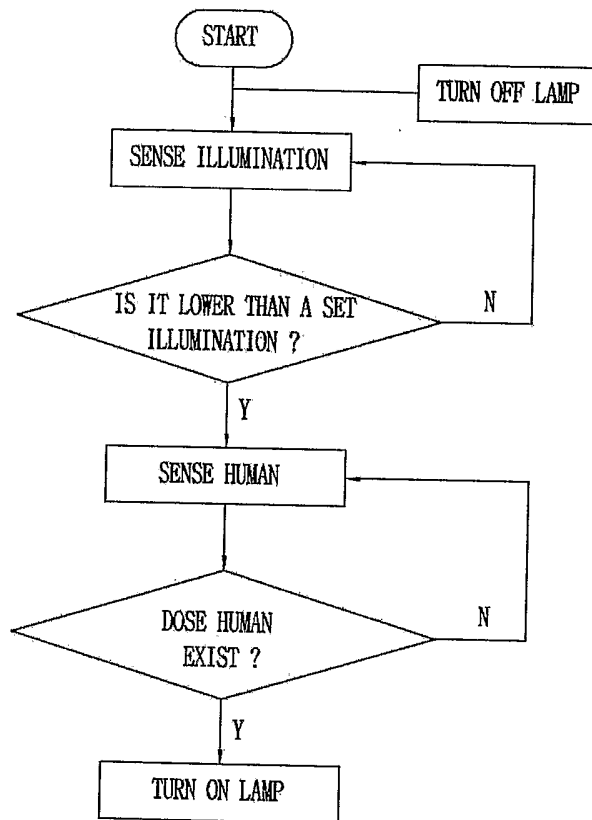 START
TURN OFF LAMP
SENSE ILLUMINATION
IS IT LOWER THAN A SET
ILLUMINATION ?
N
Y
SENSE HUMAN
DOSE HUMAN
EXIST ?
N
Y
TURN ON LAMP